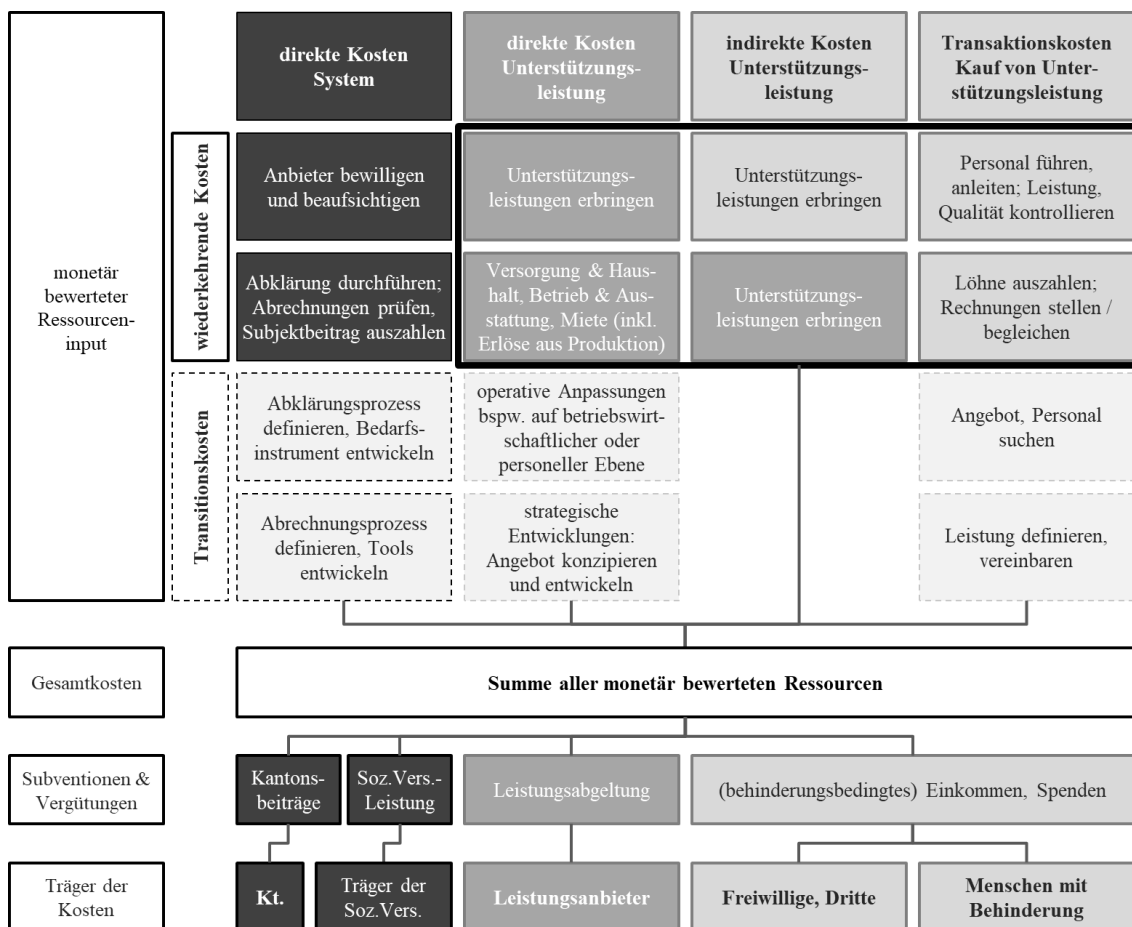 direkte Kosten
System
direkte Kosten
Unterstützungs-
leistung
indirekte Kosten
Unterstützungs-
leistung
Transaktionskosten
Kauf von Unter-
stützungsleistung
monetär
bewerteter
Ressourcen-
input
wiederkehrende Kosten
Anbieter bewilligen
und beaufsichtigen
Unterstützungs-
leistungen erbringen
Unterstützungs-
leistungen erbringen
Personal führen,
anleiten; Leistung,
Qualität kontrollieren
Abklärung durchführen;
Abrechnungen prüfen,
Subjektbeitrag auszahlen
Versorgung & Haus-
halt, Betrieb & Aus-
stattung, Miete (inkl.
Erlöse aus Produktion)
Unterstützungs-
leistungen erbringen
Löhne auszahlen;
Rechnungen stellen /
begleichen
Transitionskosten
Abklärungsprozess
definieren, Bedarfs-
instrument entwickeln
operative Anpassungen
bspw. auf betriebswirt-
schaftlicher oder
personeller Ebene
Angebot, Personal
suchen
Abrechnungsprozess
definieren, Tools
entwickeln
strategische
Entwicklungen:
Angebot konzipieren
und entwickeln
Leistung definieren,
vereinbaren
Gesamtkosten
Summe aller monetär bewerteten Ressourcen
Subventionen &
Vergütungen
Kantons-
beiträge
Soz.Vers.-
Leistung
Leistungsabgeltung
(behinderungsbedingtes) Einkommen, Spenden
Träger der
Kosten
Kt.
Träger der
Soz.Vers.
Leistungsanbieter
Freiwillige, Dritte
Menschen mit
Behinderung